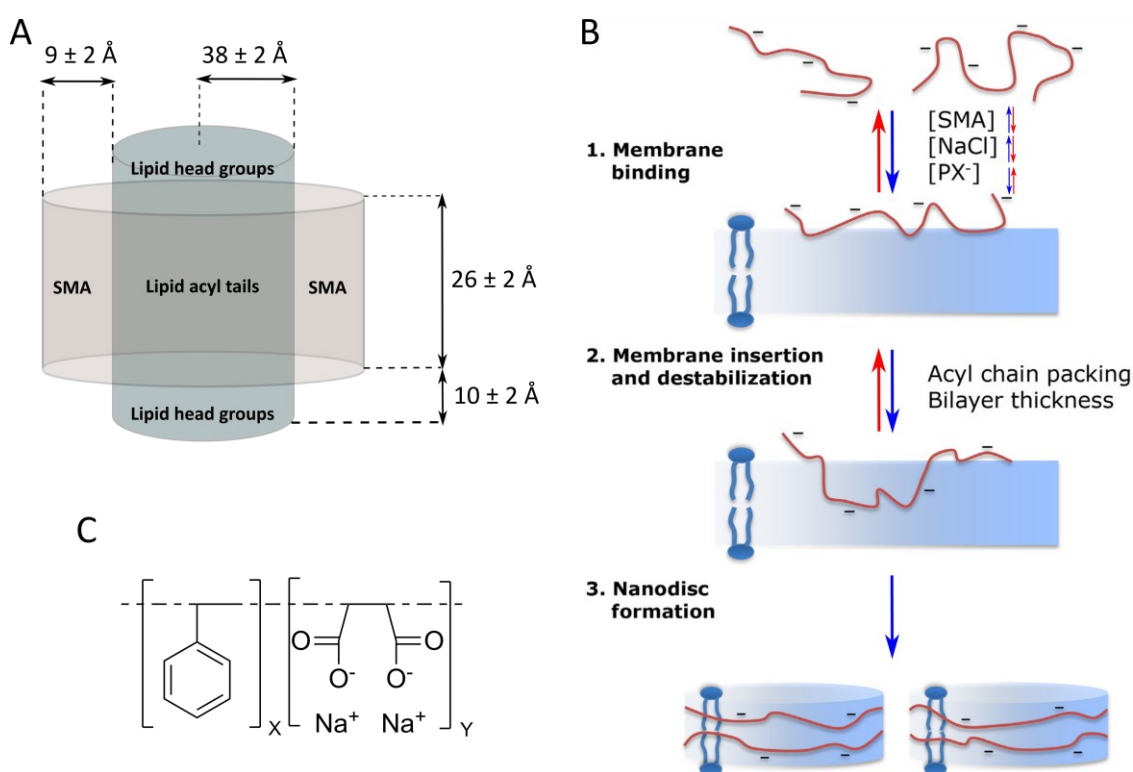 A
9 ± 2 Å
38 ± 2 Å
Lipid head groups
SMA
Lipid acyl tails
SMA
26 ± 2 Å
Lipid head groups
10 ± 2 Å
B
1. Membrane
binding
[SMA]
[NaCl]
[PX-]
2. Membrane insertion
and destabilization
Acyl chain packing
Bilayer thickness
3. Nanodisc
formation
C
O O
O- O-
Na+ Na+
X Y